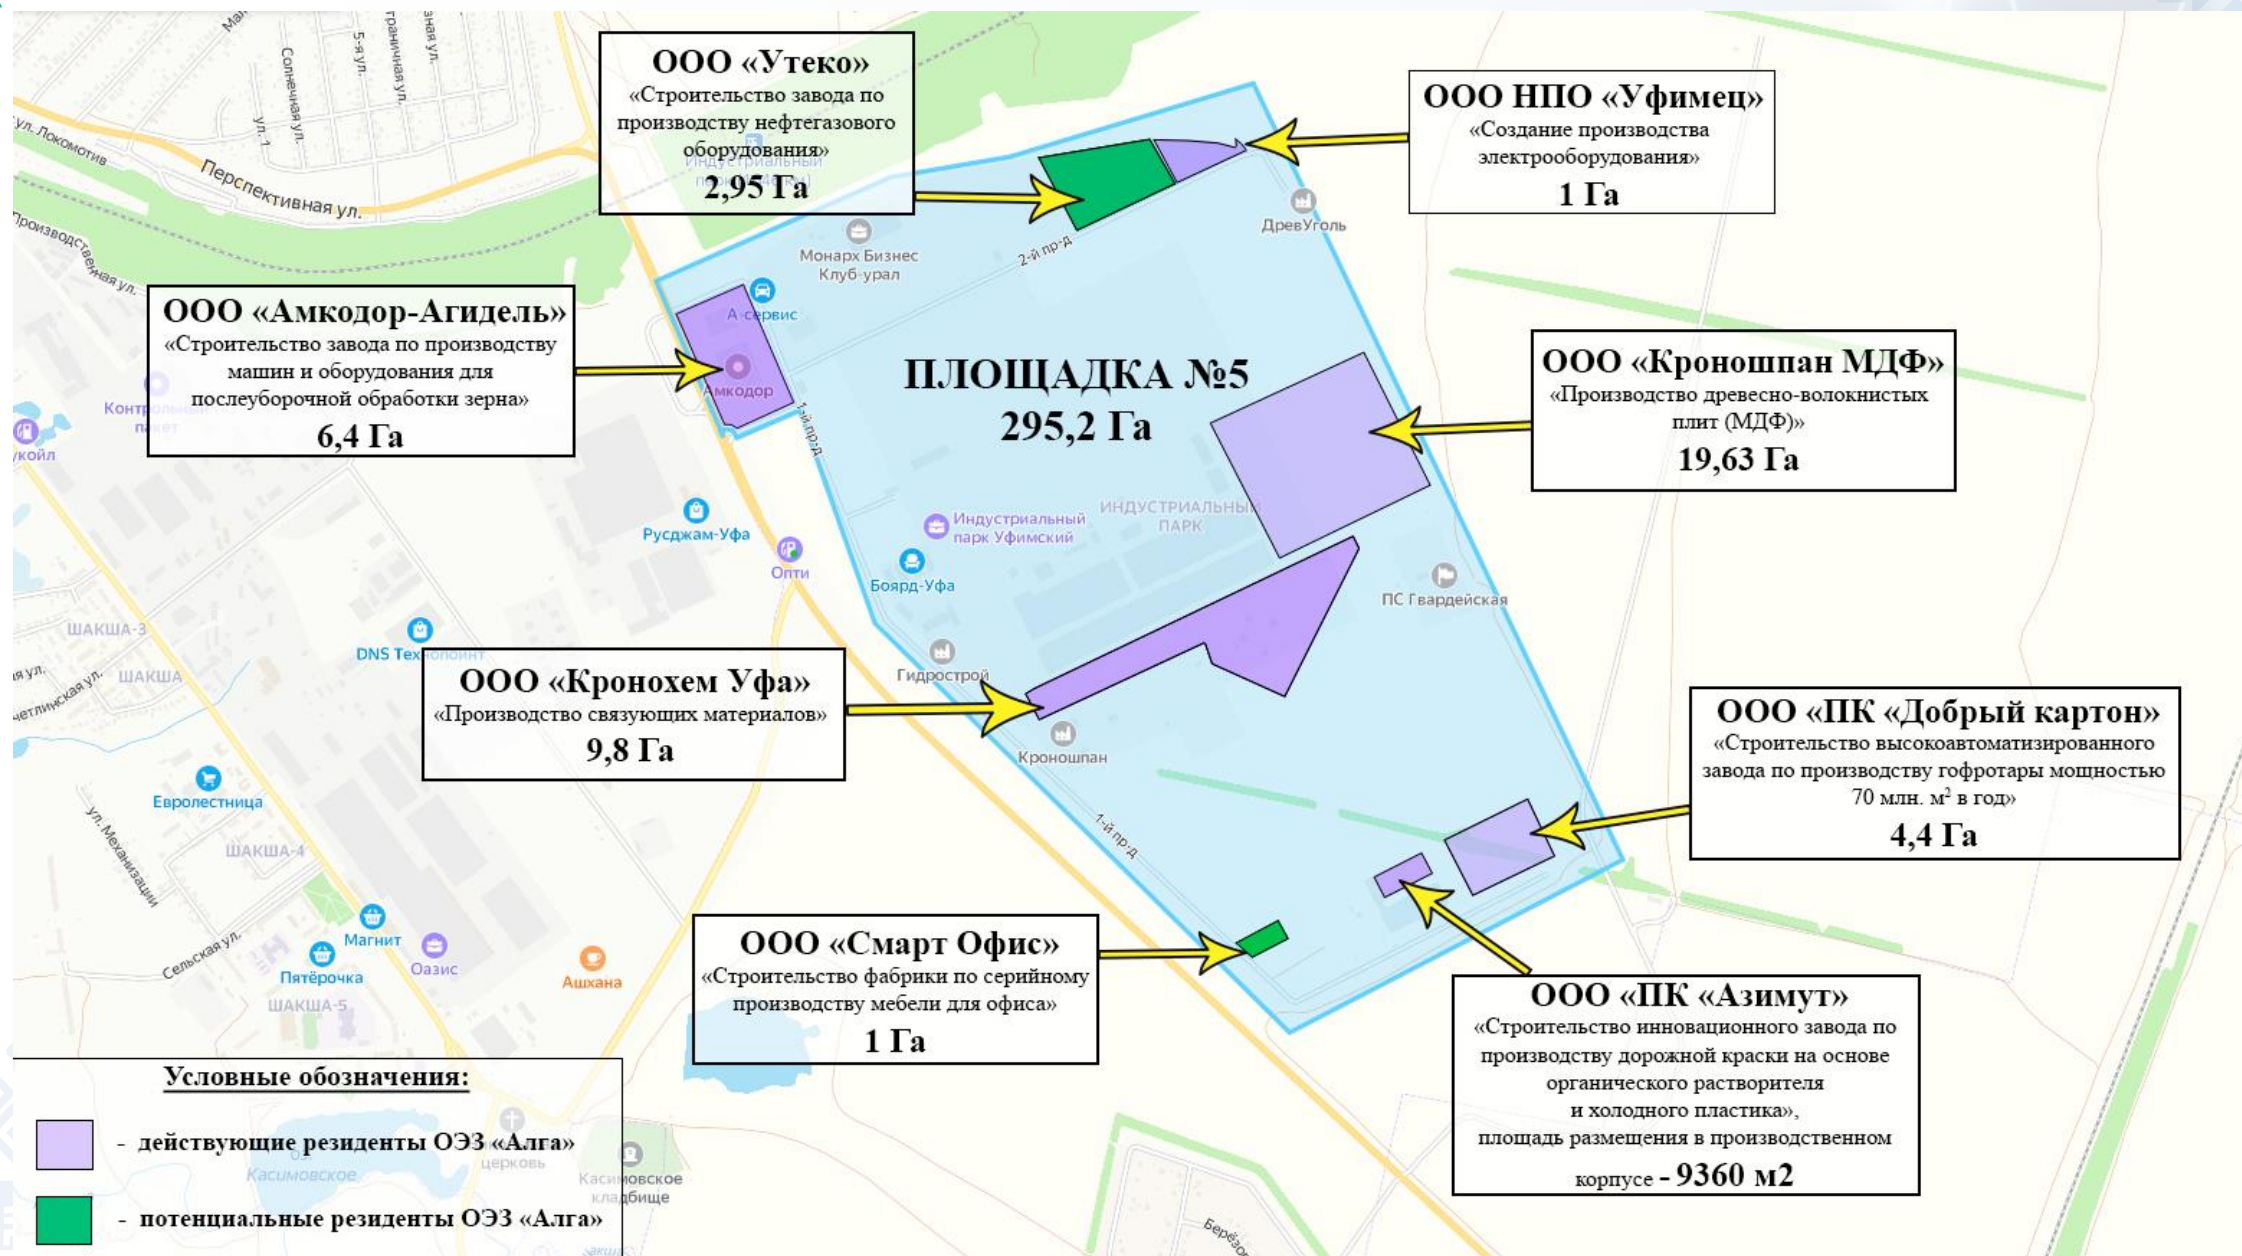 ООО «Утеко»
«Строительство завода по
производству нефтегазового
оборудования»
2,95 Га
ООО НПО «Уфимец»
«Создание производства
электрооборудования»
1 Га
ООО «Амкодор-Агидель»
«Строительство завода по производству
машин и оборудования для
послеуборочной обработки зерна»
6,4 Га
ПЛОЩАДКА №5
295,2 Га
ООО «Кроношпан МДФ»
«Производство древесно-волокнистых
плит (МДФ)»
19,63 Га
ООО «Кронохем Уфа»
«Производство связующих материалов»
9,8 Га
ООО «ПК «Добрый картон»
«Строительство высокоавтоматизированного
завода по производству гофротары мощностью
70 млн. м² в год»
4,4 Га
ООО «Смарт Офис»
«Строительство фабрики по серийному
производству мебели для офиса»
1 Га
ООО «ПК «Азимут»
«Строительство инновационного завода по
производству дорожной краски на основе
органического растворителя
и холодного пластика»,
площадь размещения в производственном
корпусе - 9360 м2
Условные обозначения:
- действующие резиденты ОЭЗ «Алга»
- потенциальные резиденты ОЭЗ «Алга»
Солнечная ул.
5-я ул.
ул. 1
ул. Локомотив
Перспективная ул.
Производственная ул.
Индустриальный
Монарх Бизнес
Клуб-урал
2-й пр-д
ДревУголь
А-сервис
Амкодор
1-й пр-д
Русджам-Уфа
Опти
Индустриальный
парк Уфимский
ИНДУСТРИАЛЬНЫЙ
ПАРК
Боярд-Уфа
ПС Гвардейская
Гидрострой
Кроношпан
1-й пр-д
ШАКША-3
ШАКША
DNS Технопоинт
Евролестница
ул. Механизации
ШАКША-4
Сельская ул.
Магнит
Пятёрочка
Оазис
ШАКША-5
Ашхана
церковь
Касимовское
Касимовское
кладбище